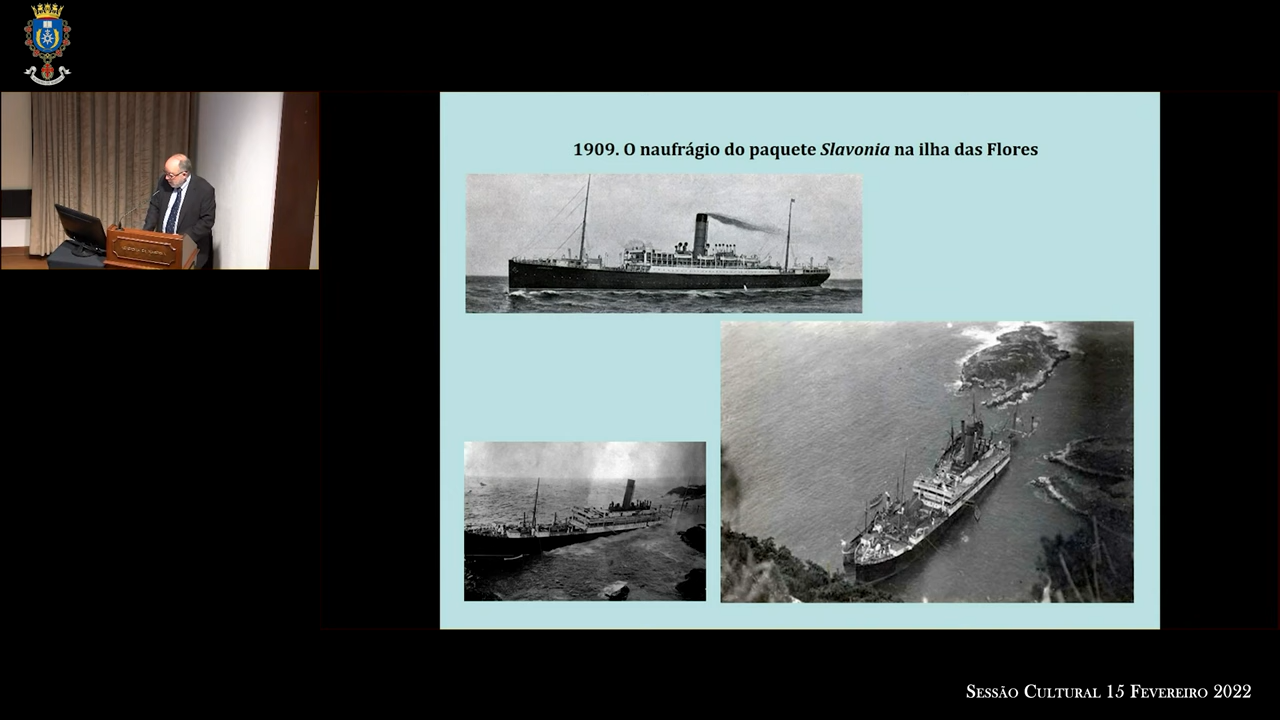 1909. O naufrágio do paquete Slavonia na ilha das Flores
Sessão Cultural 15 Fevereiro 2022